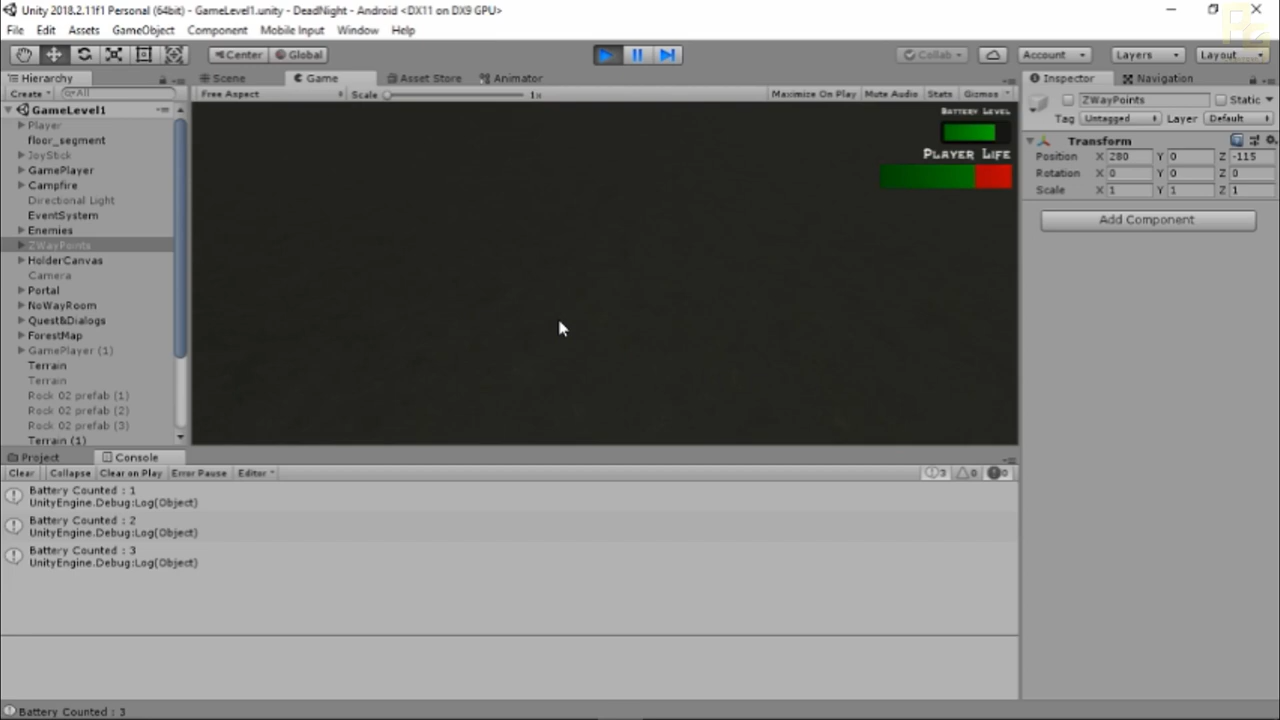 Unity 2018.2.11f1 Personal (64bit) - GameLevel1.unity - DeadNight - Android <DX11 on DX9 GPU>
File Edit Assets GameObject Component Mobile Input Window Help
Center Global Collab Account Layers Layout
Hierarchy Scene Game Asset Store Animator Inspector Navigation
Create All Free Aspect Scale 1x Maximize On Play Mute Audio Stats Gizmos ZWayPoints Static
GameLevel1
Tag Untagged Layer Default
Battery Level
Player Life
Transform
Position X 280 Y 0 Z -115
Rotation X 0 Y 0 Z 0
Scale X 1 Y 1 Z 1
Add Component
Player
floor_segment
JoyStick
GamePlayer
Campfire
Directional Light
EventSystem
Enemies
ZWayPoints
HolderCanvas
Camera
Portal
NoWayRoom
Quest&Dialogs
ForestMap
GamePlayer (1)
Terrain
Terrain
Rock 02 prefab (1)
Rock 02 prefab (2)
Rock 02 prefab (3)
Terrain (1)
Project Console
Clear Collapse Clear on Play Error Pause Editor 3 0 0
Battery Counted : 1
UnityEngine.Debug:Log(Object)
Battery Counted : 2
UnityEngine.Debug:Log(Object)
Battery Counted : 3
UnityEngine.Debug:Log(Object)
Battery Counted : 3